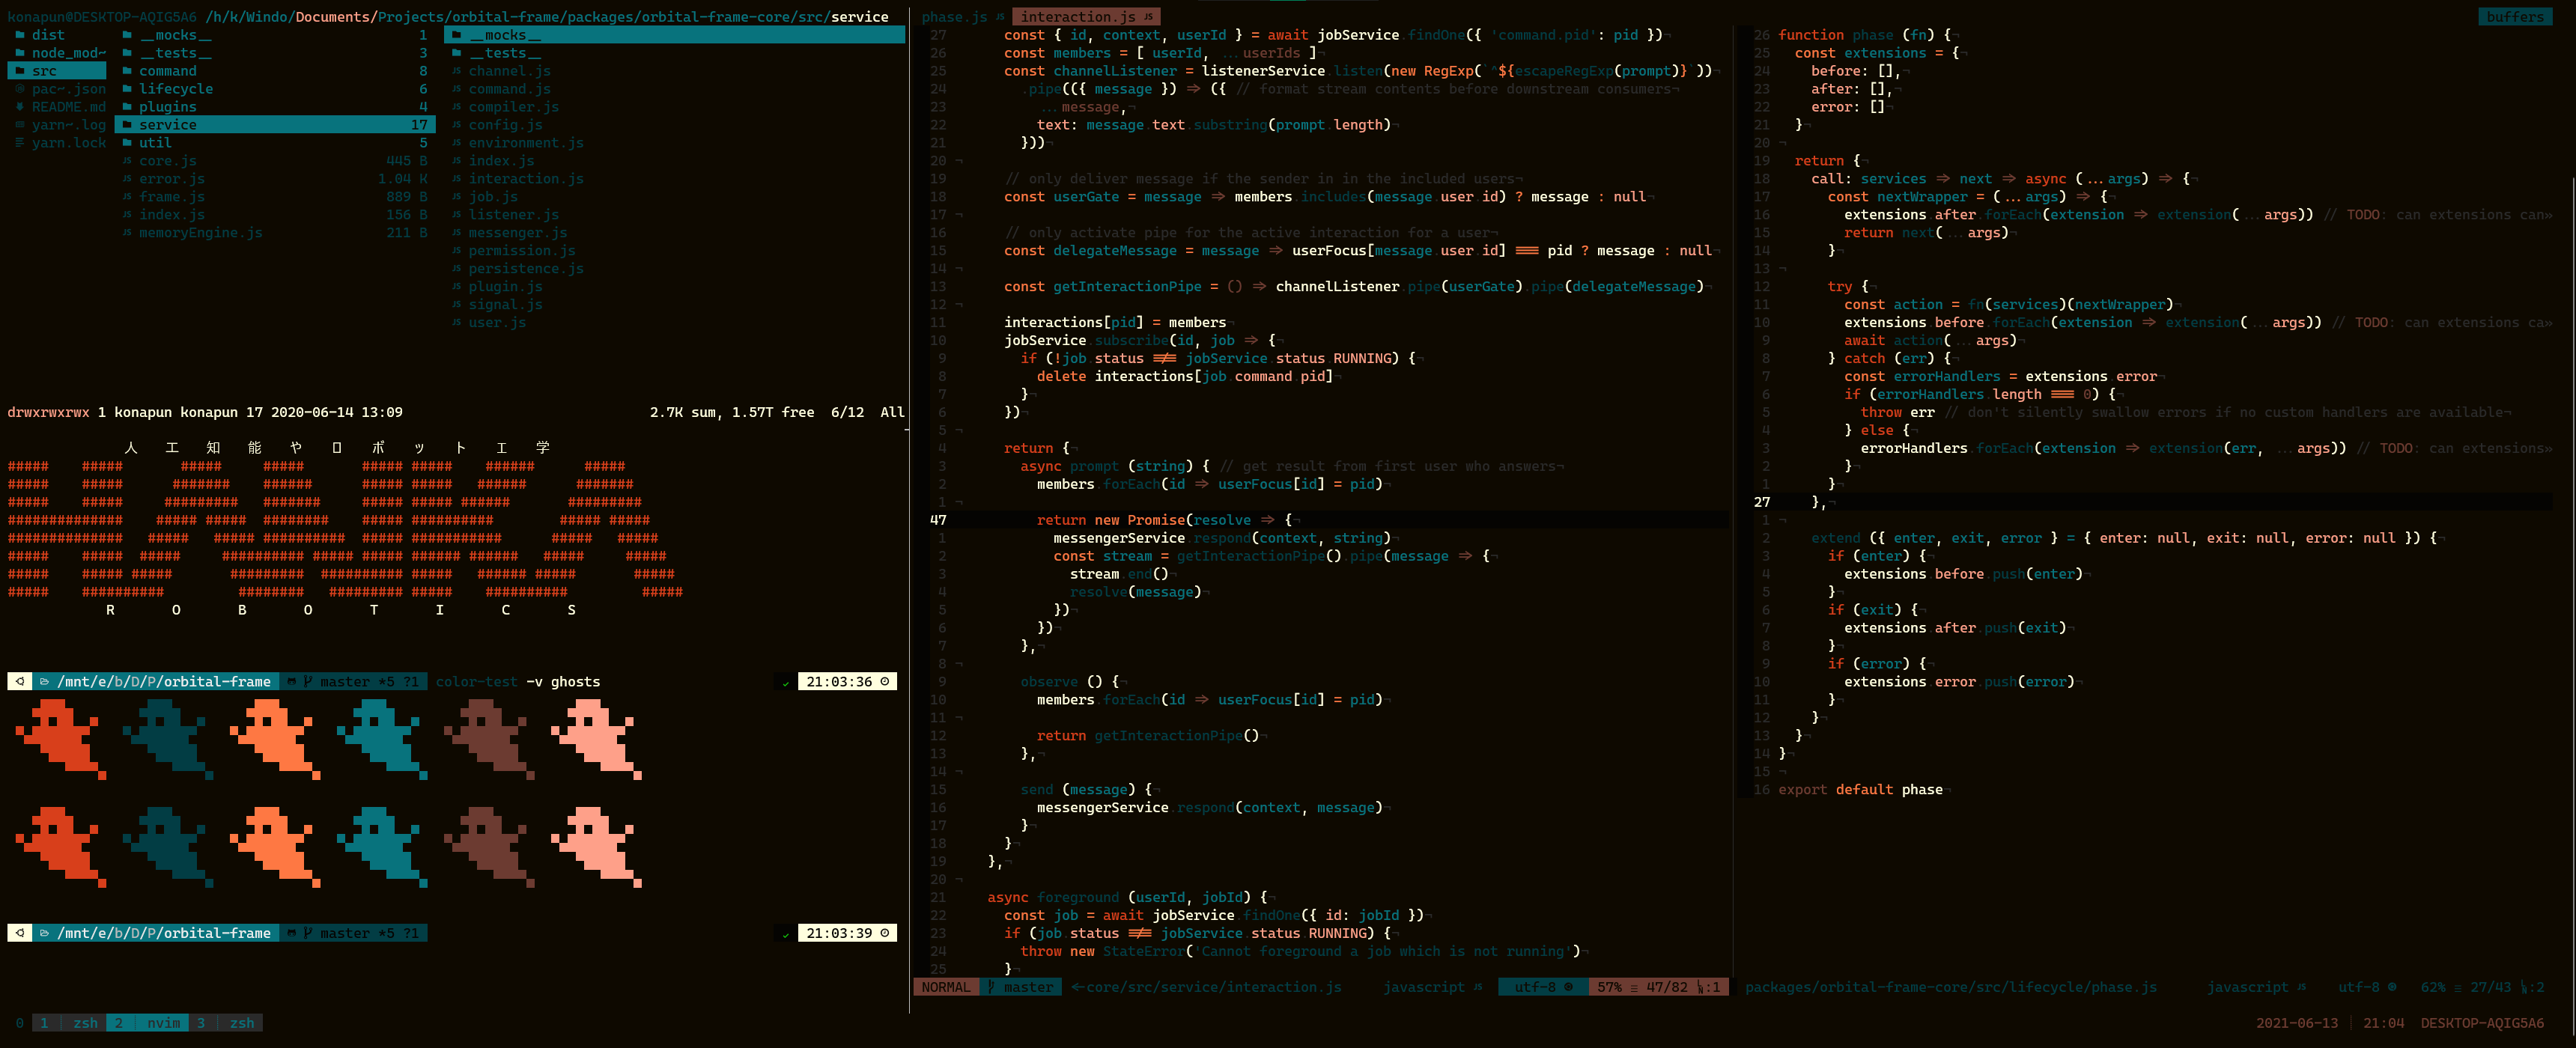 konapun@DESKTOP-AQIG5A6 /h/k/Windo/Documents/Projects/orbital-frame/packages/orbital-frame-core/src/service
dist
node_mod~
src
pac~.json
README.md
yarn~.log
yarn.lock
__mocks__ 1
__tests__ 3
command 8
lifecycle 6
plugins 4
service 17
util 5
core.js 445 B
error.js 1.04 K
frame.js 889 B
index.js 156 B
memoryEngine.js 211 B
__mocks__
__tests__
channel.js
command.js
compiler.js
config.js
environment.js
index.js
interaction.js
job.js
listener.js
messenger.js
permission.js
persistence.js
plugin.js
signal.js
user.js
drwxrwxrwx 1 konapun konapun 17 2020-06-14 13:09 2.7K sum, 1.57T free 6/12 All
人 工 知 能 や ロ ボ ッ ト エ 学
R O B O T I C S
/mnt/e/b/D/P/orbital-frame master *5 ?1 color-test -v ghosts 21:03:36
/mnt/e/b/D/P/orbital-frame master *5 ?1 21:03:39
phase.js JS interaction.js JS
27 const { id, context, userId } = await jobService.findOne({ 'command.pid': pid })¬
26 const members = [ userId, ...userIds ]¬
25 const channelListener = listenerService.listen(new RegExp(`^${escapeRegExp(prompt)}`))¬
24 .pipe(({ message }) => ({ // format stream contents before downstream consumers¬
23 ...message,¬
22 text: message.text.substring(prompt.length)¬
21 }))¬
20 ¬
19 // only deliver message if the sender in in the included users¬
18 const userGate = message => members.includes(message.user.id) ? message : null¬
17 ¬
16 // only activate pipe for the active interaction for a user¬
15 const delegateMessage = message => userFocus[message.user.id] === pid ? message : null¬
14 ¬
13 const getInteractionPipe = () => channelListener.pipe(userGate).pipe(delegateMessage)¬
12 ¬
11 interactions[pid] = members¬
10 jobService.subscribe(id, job => {¬
9 if (!job.status !== jobService.status.RUNNING) {¬
8 delete interactions[job.command.pid]¬
7 }¬
6 })¬
5 ¬
4 return {¬
3 async prompt (string) { // get result from first user who answers¬
2 members.forEach(id => userFocus[id] = pid)¬
1 ¬
47 return new Promise(resolve => {¬
1 messengerService.respond(context, string)¬
2 const stream = getInteractionPipe().pipe(message => {¬
3 stream.end()¬
4 resolve(message)¬
5 })¬
6 })¬
7 },¬
8 ¬
9 observe () {¬
10 members.forEach(id => userFocus[id] = pid)¬
11 ¬
12 return getInteractionPipe()¬
13 },¬
14 ¬
15 send (message) {¬
16 messengerService.respond(context, message)¬
17 }¬
18 }¬
19 },¬
20 ¬
21 async foreground (userId, jobId) {¬
22 const job = await jobService.findOne({ id: jobId })¬
23 if (job.status !== jobService.status.RUNNING) {¬
24 throw new StateError('Cannot foreground a job which is not running')¬
25 }¬
NORMAL master core/src/service/interaction.js javascript JS utf-8 57% 47/82 :1
buffers
26 function phase (fn) {¬
25 const extensions = {¬
24 before: [],¬
23 after: [],¬
22 error: []¬
21 }¬
20 ¬
19 return {¬
18 call: services => next => async (...args) => {¬
17 const nextWrapper = (...args) => {¬
16 extensions.after.forEach(extension => extension(...args)) // TODO: can extensions can»
15 return next(...args)¬
14 }¬
13 ¬
12 try {¬
11 const action = fn(services)(nextWrapper)¬
10 extensions.before.forEach(extension => extension(...args)) // TODO: can extensions ca»
9 await action(...args)¬
8 } catch (err) {¬
7 const errorHandlers = extensions.error¬
6 if (errorHandlers.length === 0) {¬
5 throw err // don't silently swallow errors if no custom handlers are available¬
4 } else {¬
3 errorHandlers.forEach(extension => extension(err, ...args)) // TODO: can extensions»
2 }¬
1 }¬
27 },¬
1 ¬
2 extend ({ enter, exit, error } = { enter: null, exit: null, error: null }) {¬
3 if (enter) {¬
4 extensions.before.push(enter)¬
5 }¬
6 if (exit) {¬
7 extensions.after.push(exit)¬
8 }¬
9 if (error) {¬
10 extensions.error.push(error)¬
11 }¬
12 }¬
13 }¬
14 }¬
15 ¬
16 export default phase¬
packages/orbital-frame-core/src/lifecycle/phase.js javascript JS utf-8 62% 27/43 :2
0 1 zsh 2 nvim 3 zsh
2021-06-13 21:04 DESKTOP-AQIG5A6